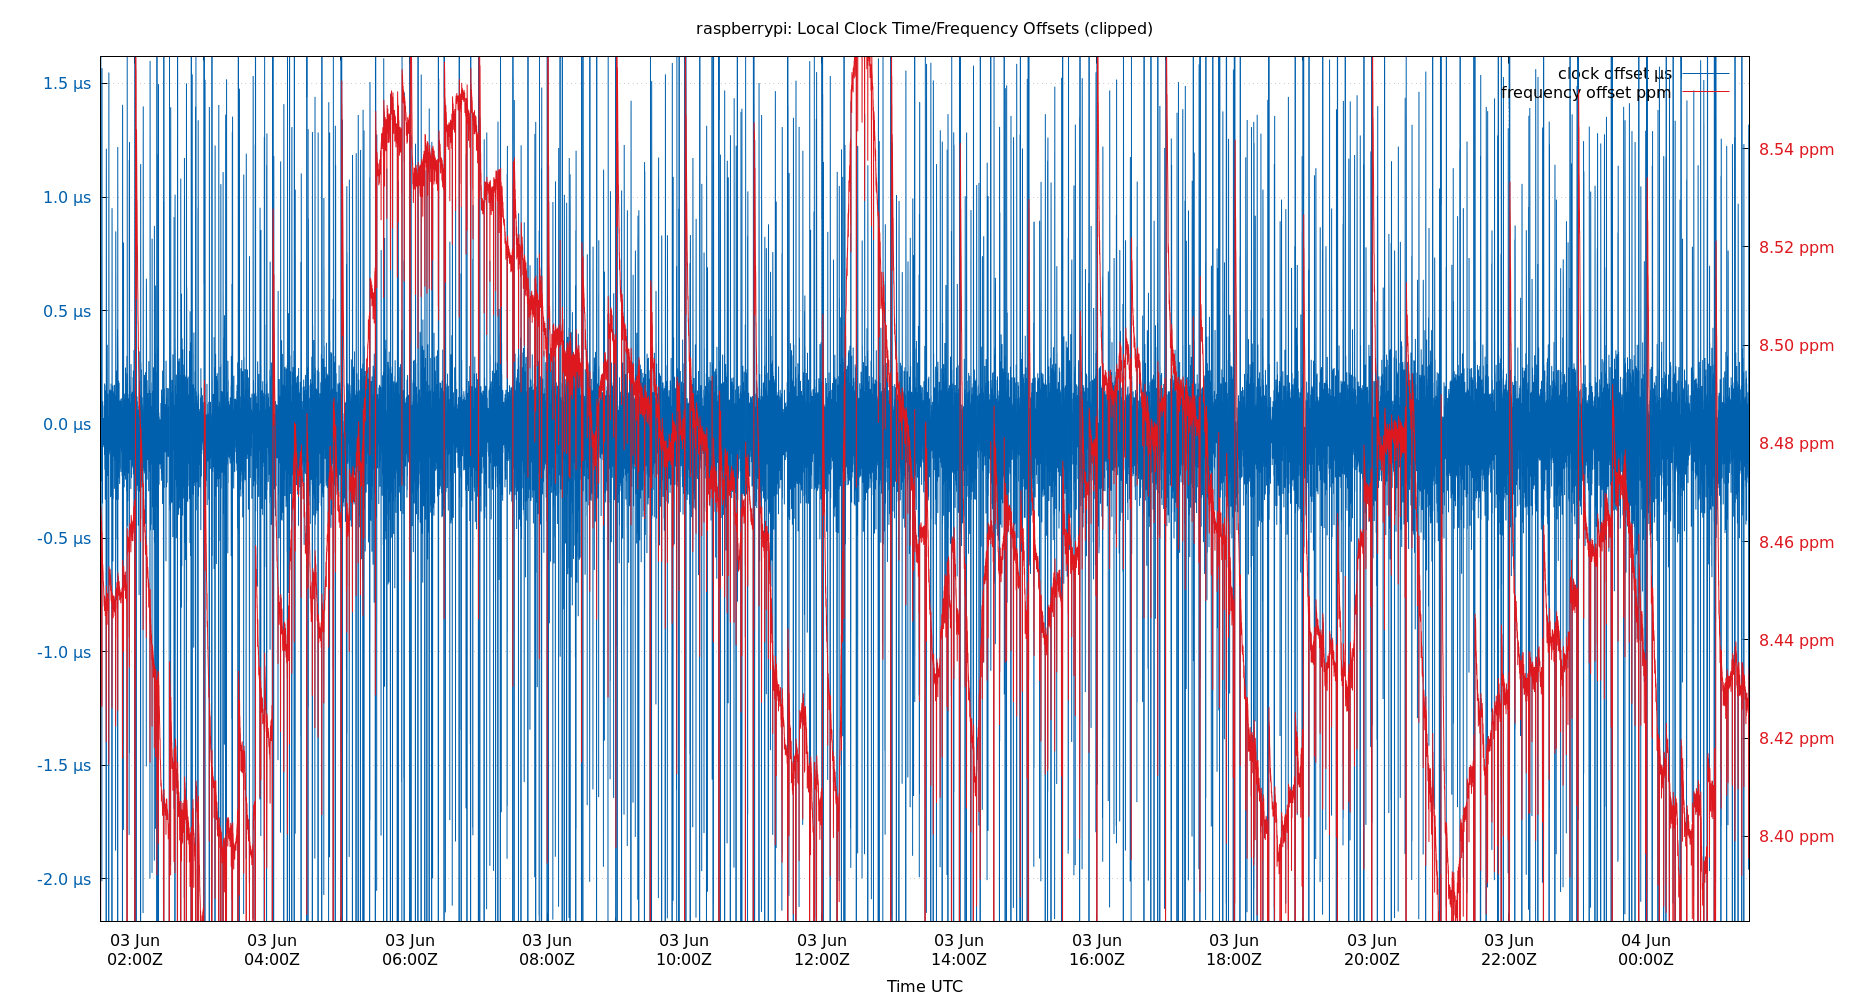 raspberrypi: Local Clock Time/Frequency Offsets (clipped)
clock offset µs
frequency offset ppm
1.5 µs
1.0 µs
0.5 µs
0.0 µs
-0.5 µs
-1.0 µs
-1.5 µs
-2.0 µs
8.54 ppm
8.52 ppm
8.50 ppm
8.48 ppm
8.46 ppm
8.44 ppm
8.42 ppm
8.40 ppm
03 Jun 03 Jun 03 Jun 03 Jun 03 Jun 03 Jun 03 Jun 03 Jun 03 Jun 03 Jun 03 Jun 04 Jun
02:00Z 04:00Z 06:00Z 08:00Z 10:00Z 12:00Z 14:00Z 16:00Z 18:00Z 20:00Z 22:00Z 00:00Z
Time UTC